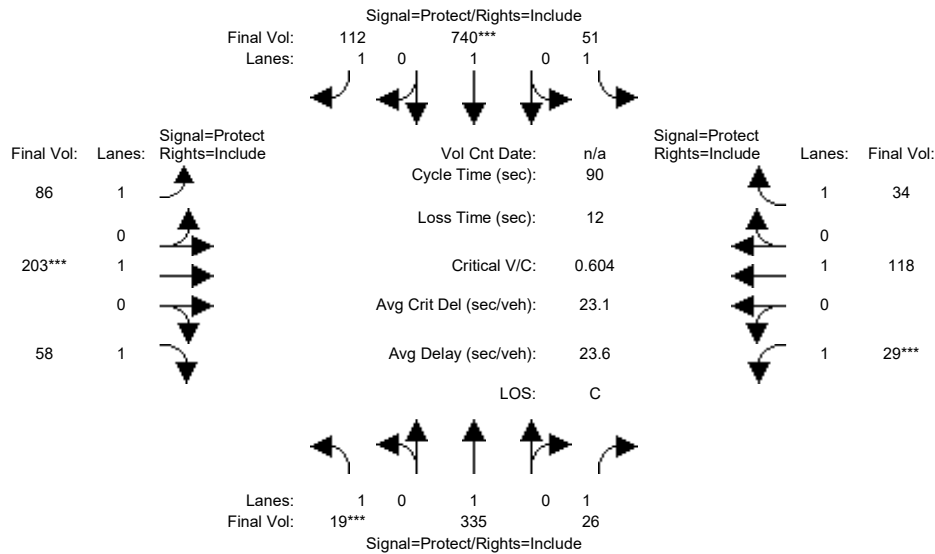 Signal=Protect/Rights=Include
Final Vol: 112 740*** 51
Lanes: 1 0 1 0 1
Signal=Protect
Final Vol: Lanes: Rights=Include
Vol Cnt Date: n/a
Signal=Protect
Rights=Include Lanes: Final Vol:
Cycle Time (sec): 90
86 1
1 34
Loss Time (sec): 12
0
0
203*** 1
Critical V/C: 0.604
1 118
0
Avg Crit Del (sec/veh): 23.1
0
58 1
Avg Delay (sec/veh): 23.6
1 29***
LOS: C
Lanes: 1 0 1 0 1
Final Vol: 19*** 335 26
Signal=Protect/Rights=Include